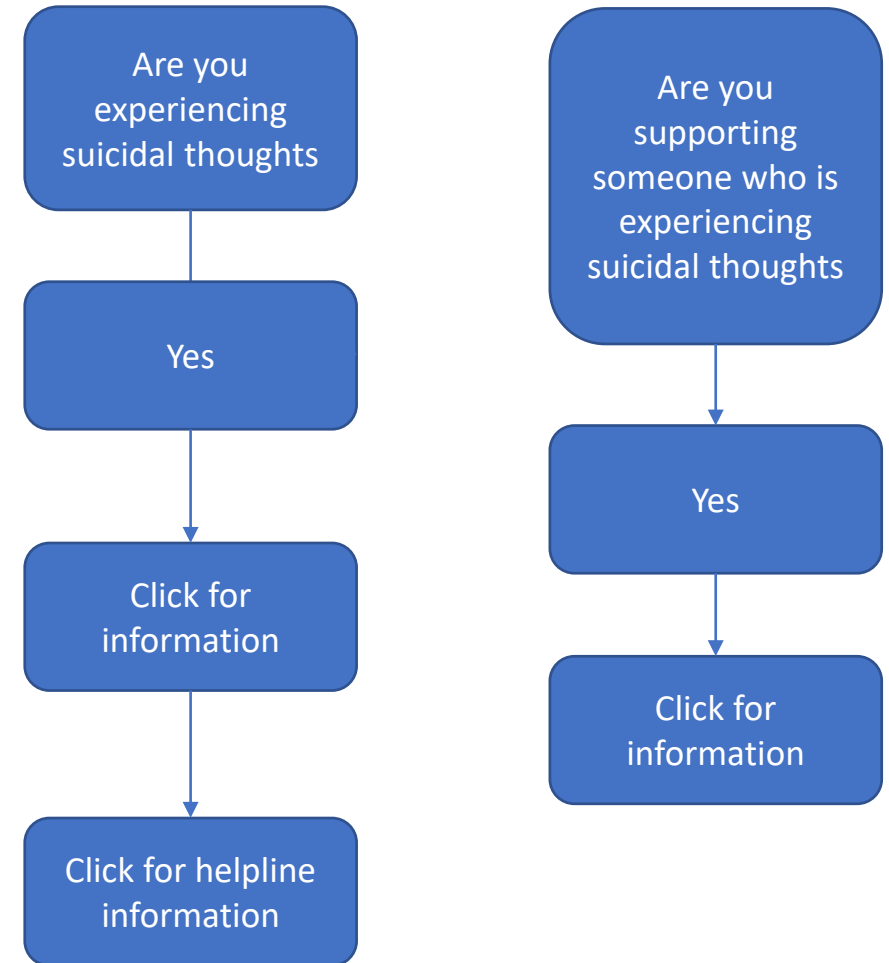 Are you
experiencing
suicidal thoughts
Yes
Click for
information
Click for helpline
information
Are you
supporting
someone who is
experiencing
suicidal thoughts
Yes
Click for
information